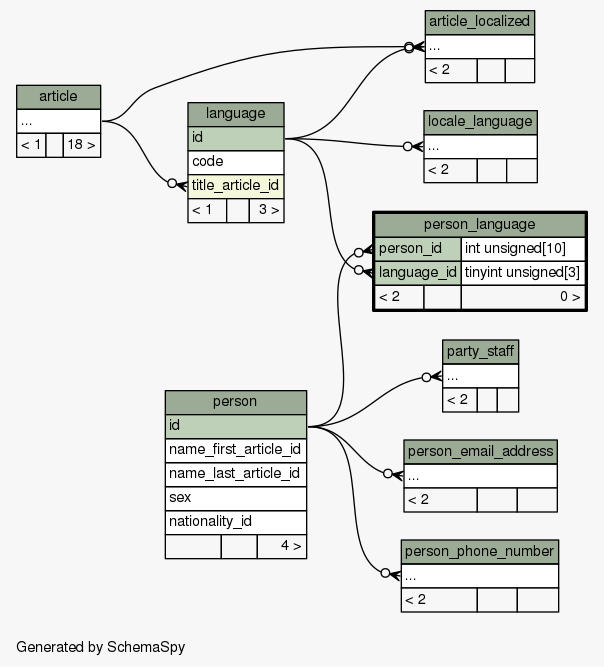 article_localized
...
< 2
article
...
< 1 18 >
language
id
code
title_article_id
< 1 3 >
locale_language
...
< 2
person_language
person_id int unsigned[10]
language_id tinyint unsigned[3]
< 2 0 >
party_staff
...
< 2
person
id
name_first_article_id
name_last_article_id
sex
nationality_id
4 >
person_email_address
...
< 2
person_phone_number
...
< 2
Generated by SchemaSpy